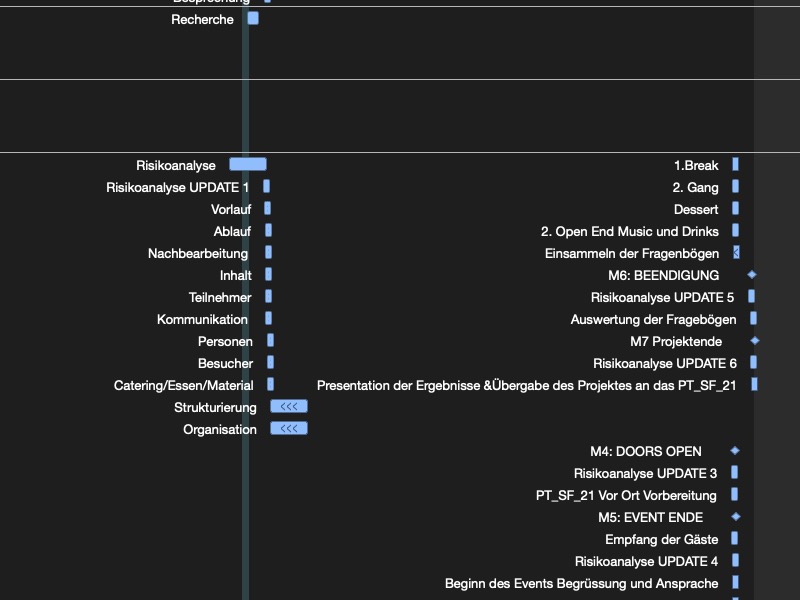 Besprechung
Recherche
Risikoanalyse
Risikoanalyse UPDATE 1
Vorlauf
Ablauf
Nachbearbeitung
Inhalt
Teilnehmer
Kommunikation
Personen
Besucher
Catering/Essen/Material
Strukturierung
Organisation
1.Break
2. Gang
Dessert
2. Open End Music und Drinks
Einsammeln der Fragenbögen
M6: BEENDIGUNG
Risikoanalyse UPDATE 5
Auswertung der Fragebögen
M7 Projektende
Risikoanalyse UPDATE 6
Presentation der Ergebnisse &Übergabe des Projektes an das PT_SF_21
M4: DOORS OPEN
Risikoanalyse UPDATE 3
PT_SF_21 Vor Ort Vorbereitung
M5: EVENT ENDE
Empfang der Gäste
Risikoanalyse UPDATE 4
Beginn des Events Begrüssung und Ansprache